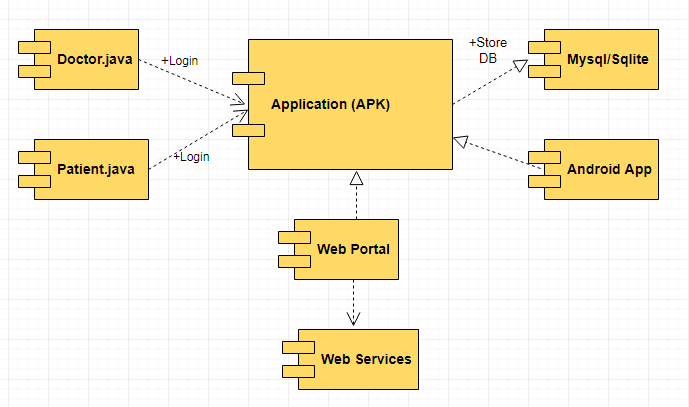 Doctor.java
+Login
Application (APK)
+Store
DB
Mysql/Sqlite
Patient.java
+Login
Android App
Web Portal
Web Services